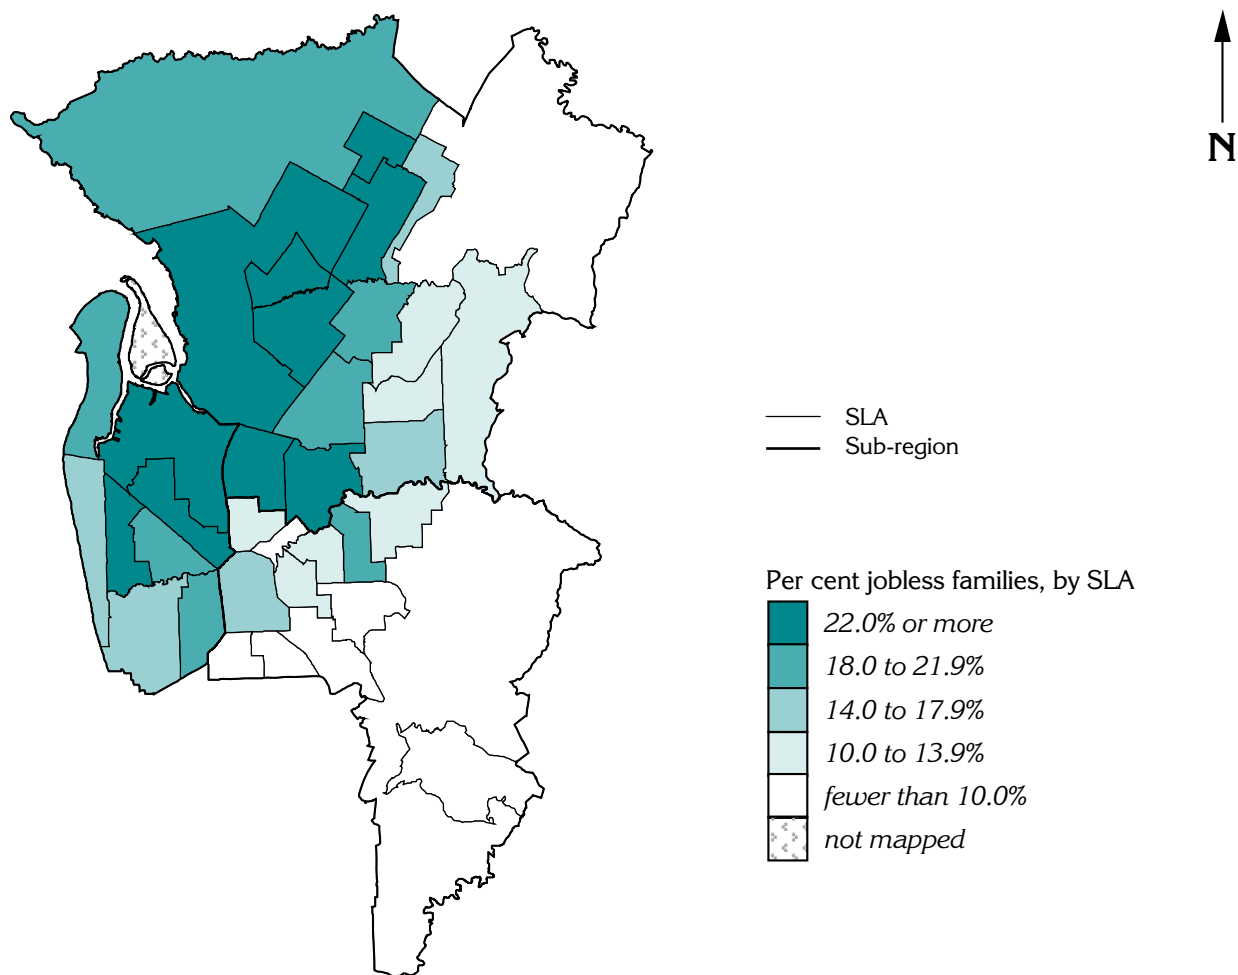 N
SLA
Sub-region
Per cent jobless families, by SLA
22.0% or more
18.0 to 21.9%
14.0 to 17.9%
10.0 to 13.9%
fewer than 10.0%
not mapped